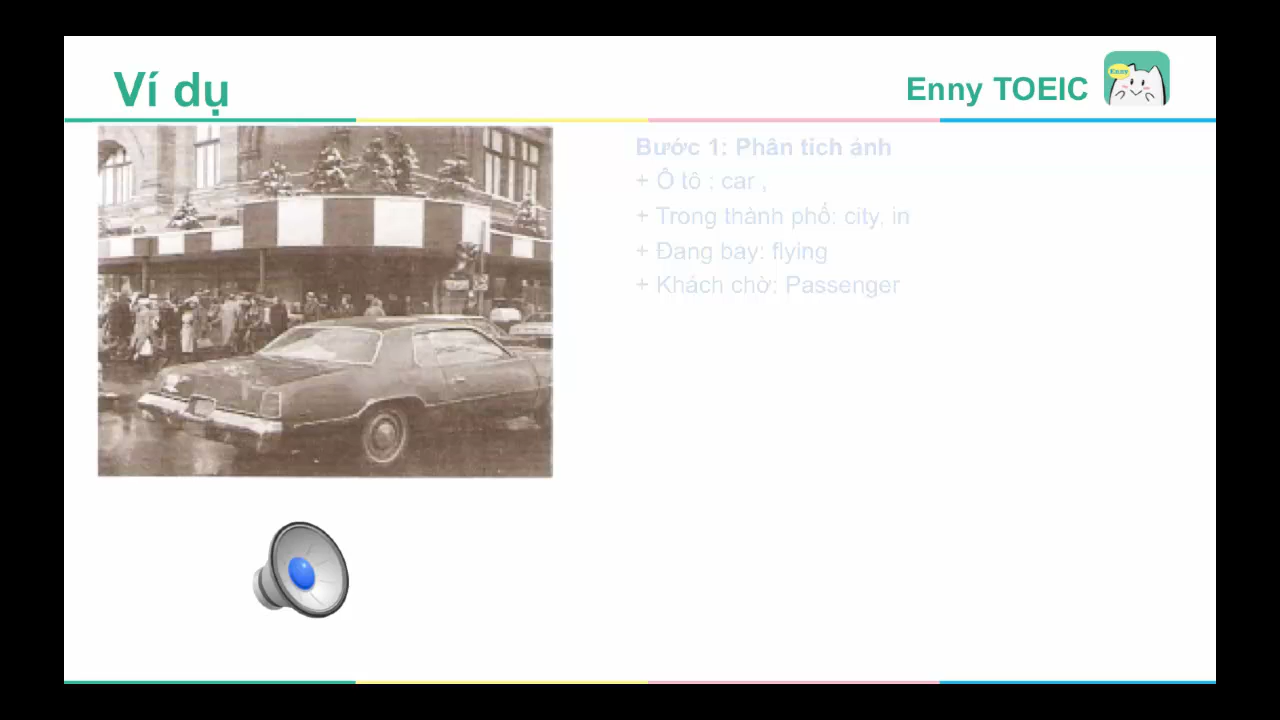 Ví dụ
Enny TOEIC
Enny
Bước 1: Phân tích ảnh
+ Ô tô : car ,
+ Trong thành phố: city, in
+ Đang bay: flying
+ Khách chờ: Passenger